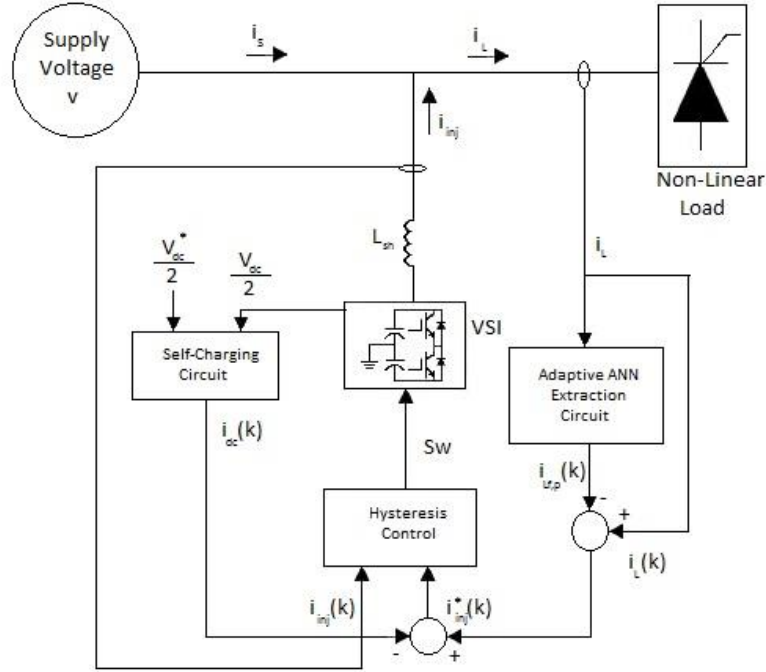 Supply
Voltage
v
i_s
i_L
i_inj
Non-Linear
Load
L_sh
i_L
V_dc^*
2
V_dc
2
VSI
Self-Charging
Circuit
Adaptive ANN
Extraction
Circuit
i_dc(k)
Sw
i_Lf,p(k)
-
+
Hysteresis
Control
i_L(k)
i_inj(k)
i^*_inj(k)
-
+